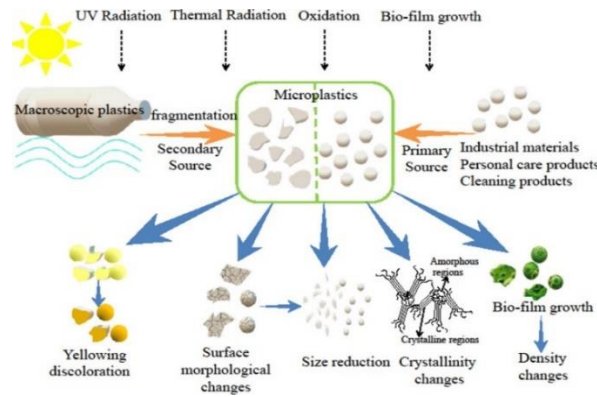 UV Radiation
Thermal Radiation
Oxidation
Bio-film growth
Macroscopic plastics
fragmentation
Secondary
Source
Microplastics
Primary
Source
Industrial materials
Personal care products
Cleaning products
Yellowing
discoloration
Surface
morphological
changes
Size reduction
Amorphous
regions
Crystalline regions
Crystallinity
changes
Bio-film growth
Density
changes